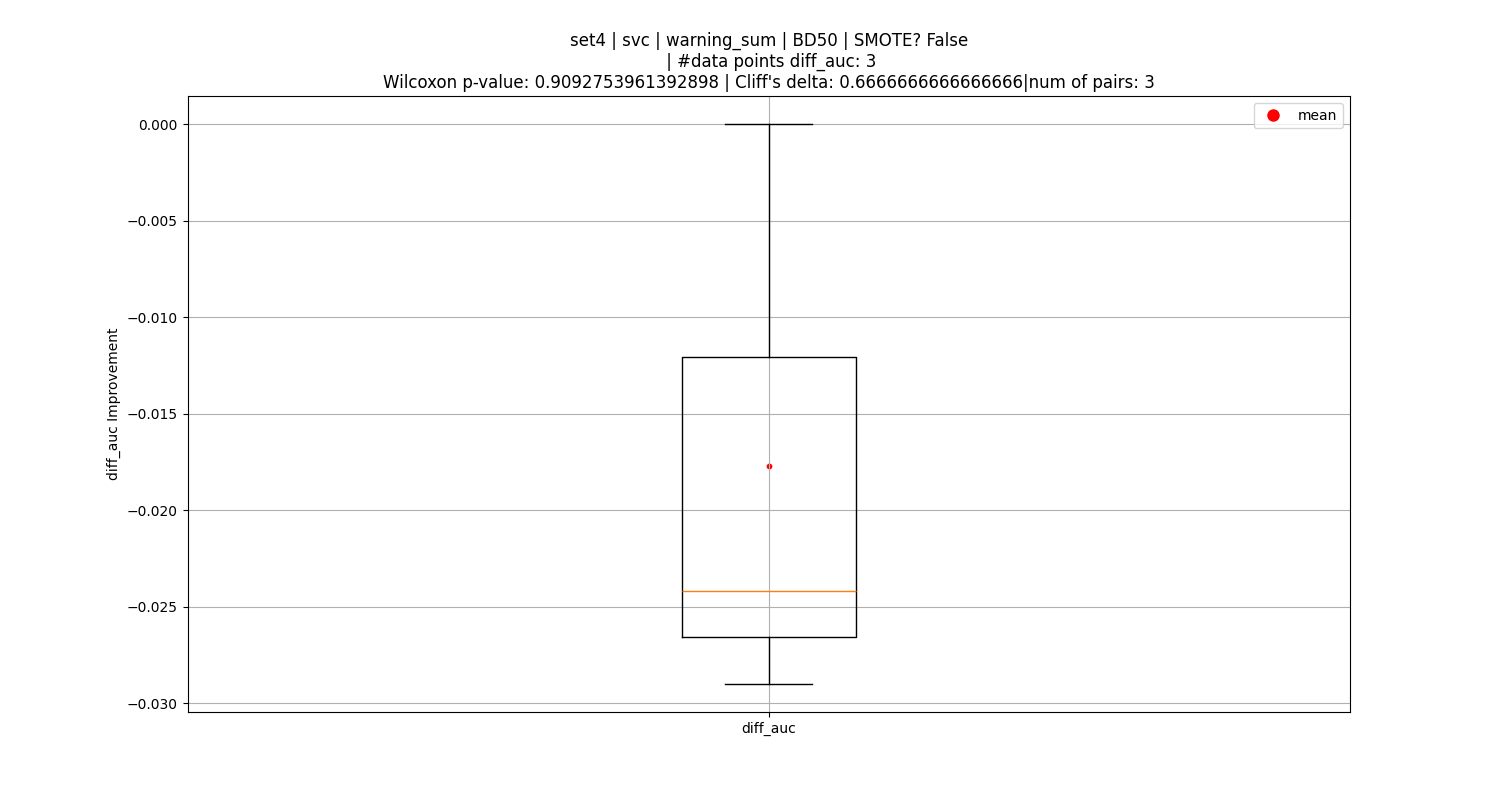 set4 | svc | warning_sum | BD50 | SMOTE? False
| #data points diff_auc: 3
Wilcoxon p-value: 0.9092753961392898 | Cliff's delta: 0.6666666666666666|num of pairs: 3
mean
0.000
−0.005
−0.010
−0.015
−0.020
−0.025
−0.030
diff_auc Improvement
diff_auc